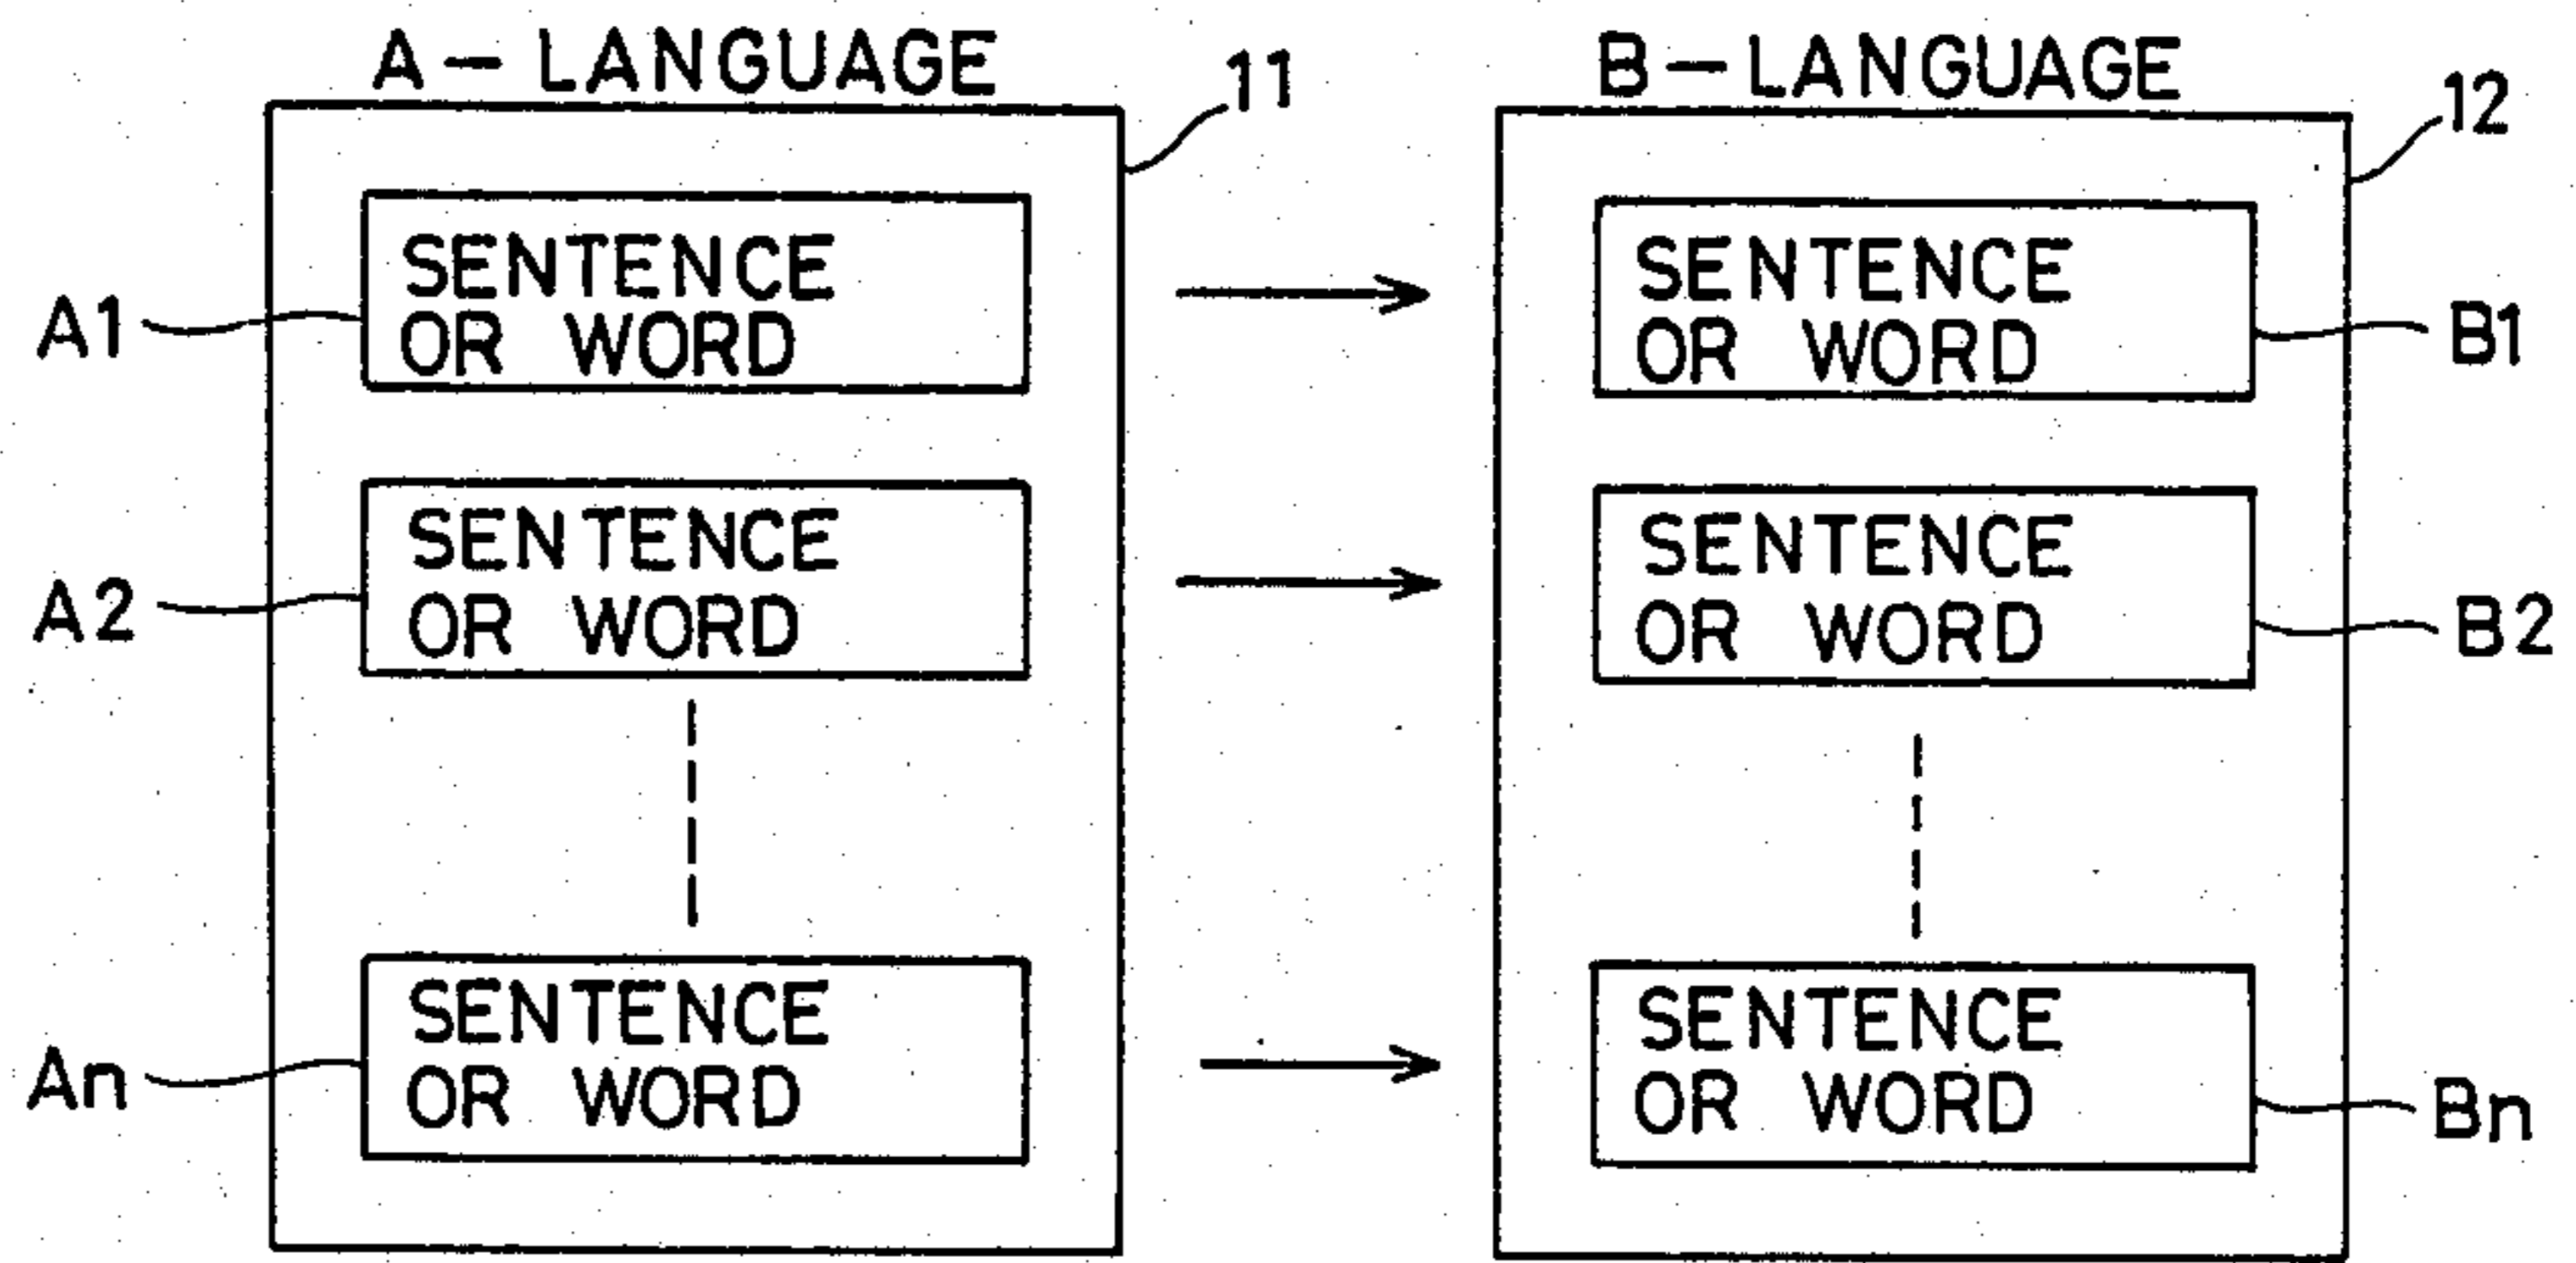 A-LANGUAGE
11
A1
SENTENCE
OR WORD
A2
SENTENCE
OR WORD
An
SENTENCE
OR WORD
B-LANGUAGE
12
SENTENCE
OR WORD
B1
SENTENCE
OR WORD
B2
SENTENCE
OR WORD
Bn